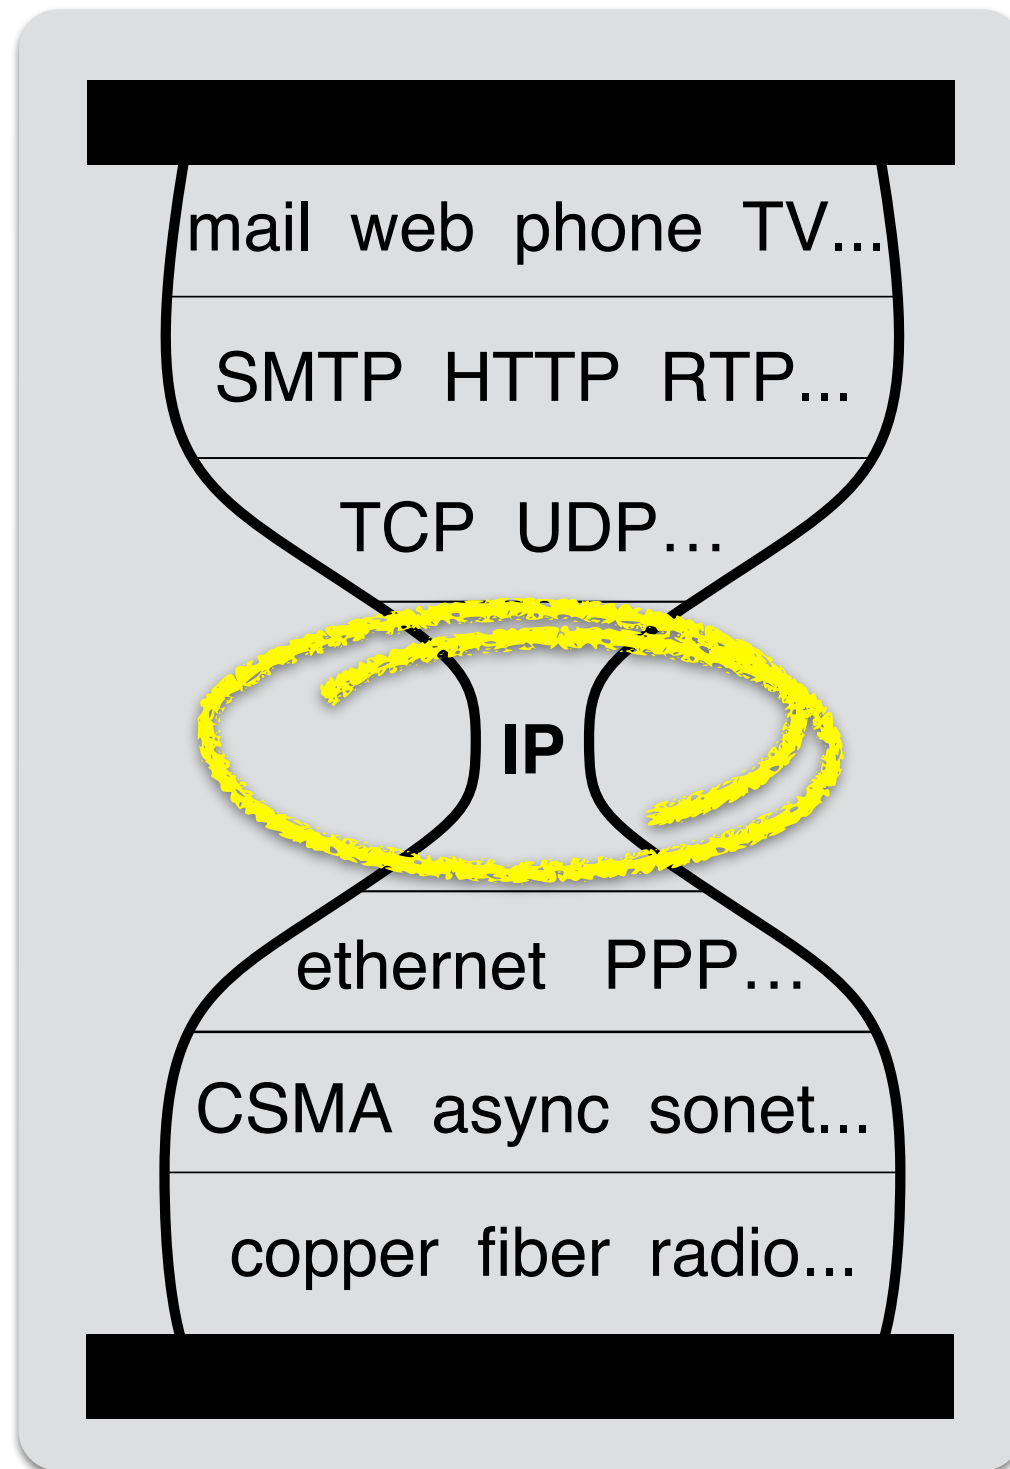 mail web phone TV...
SMTP HTTP RTP...
TCP UDP…
IP
ethernet PPP…
CSMA async sonet...
copper fiber radio...